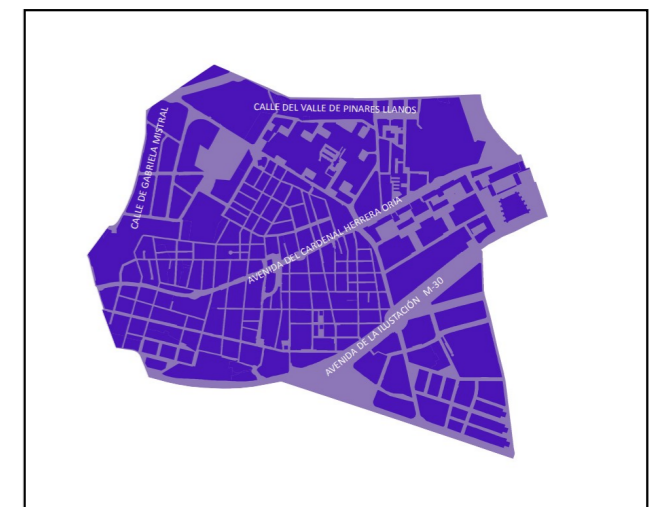 CALLE DEL VALLE DE PINARES LLANOS
CALLE DE GABRIELA MISTRAL
AVENIDA DEL CARDENAL HERRERA ORIA
AVENIDA DE LA ILUSTACIÓN M-30